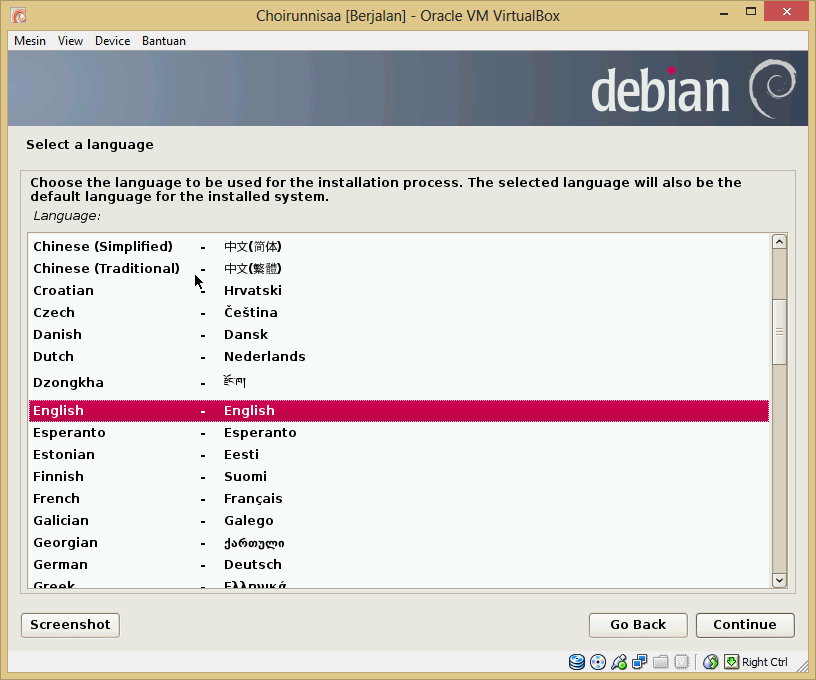 Choirunnisaa [Berjalan] - Oracle VM VirtualBox
Mesin View Device Bantuan
debian
Select a language
Choose the language to be used for the installation process. The selected language will also be the
default language for the installed system.
Language:
Chinese (Simplified) - 中文(简体)
Chinese (Traditional) - 中文(繁體)
Croatian - Hrvatski
Czech - Čeština
Danish - Dansk
Dutch - Nederlands
Dzongkha - རྫོང་ཁ།
English - English
Esperanto - Esperanto
Estonian - Eesti
Finnish - Suomi
French - Français
Galician - Galego
Georgian - ქართული
German - Deutsch
Greek - Ελληνικά
Screenshot Go Back Continue
Right Ctrl